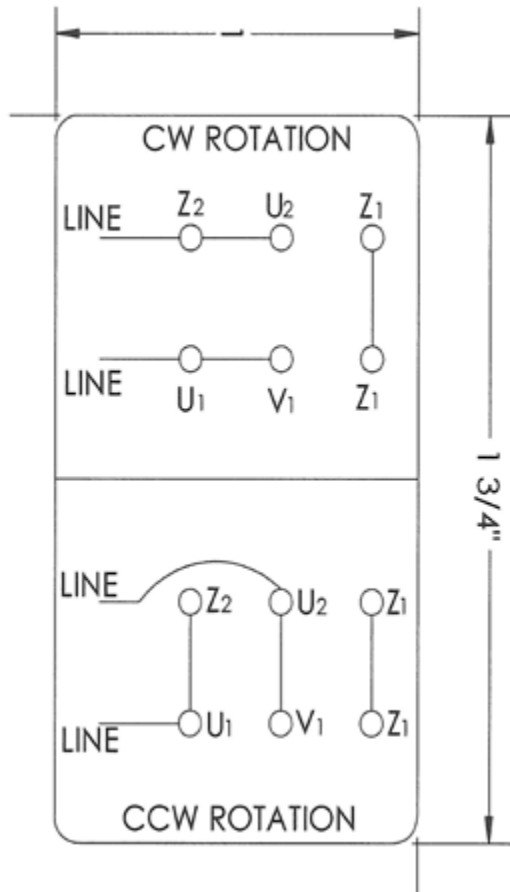 1
CW ROTATION
LINE Z2 U2 Z1
LINE U1 V1 Z1
1 3/4"
LINE Z2 U2 Z1
LINE U1 V1 Z1
CCW ROTATION